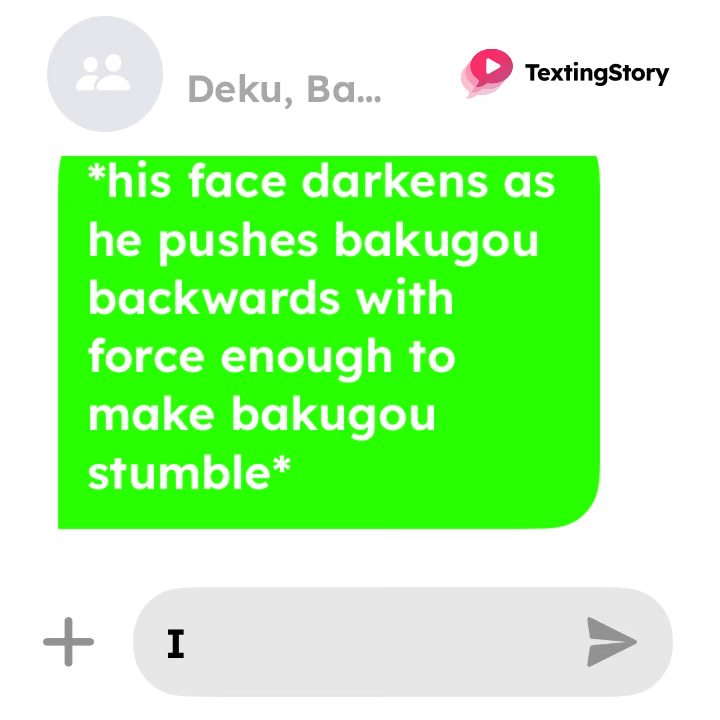 Deku, Ba...
TextingStory
*his face darkens as
he pushes bakugou
backwards with
force enough to
make bakugou
stumble*
I